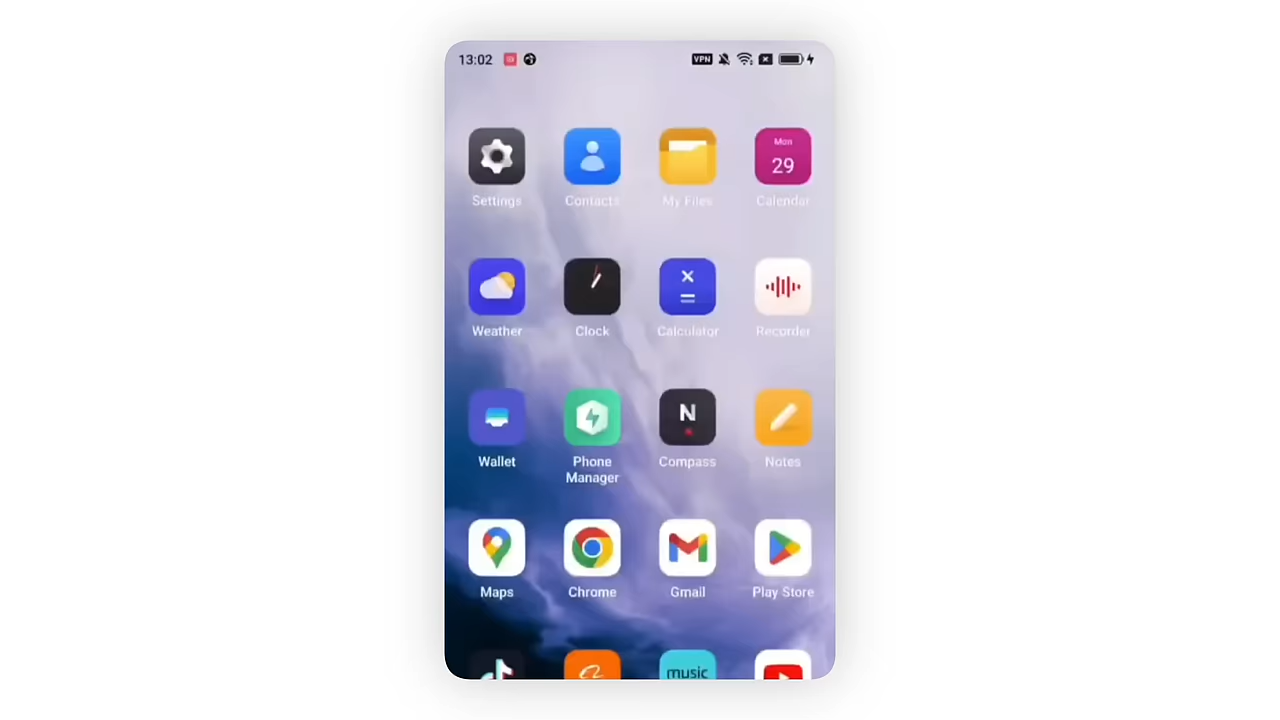 13:02 VPN
Mon
29
Settings Contacts My Files Calendar
Weather Clock Calculator Recorder
N
Wallet Phone Manager Compass Notes
Maps Chrome Gmail Play Store
music